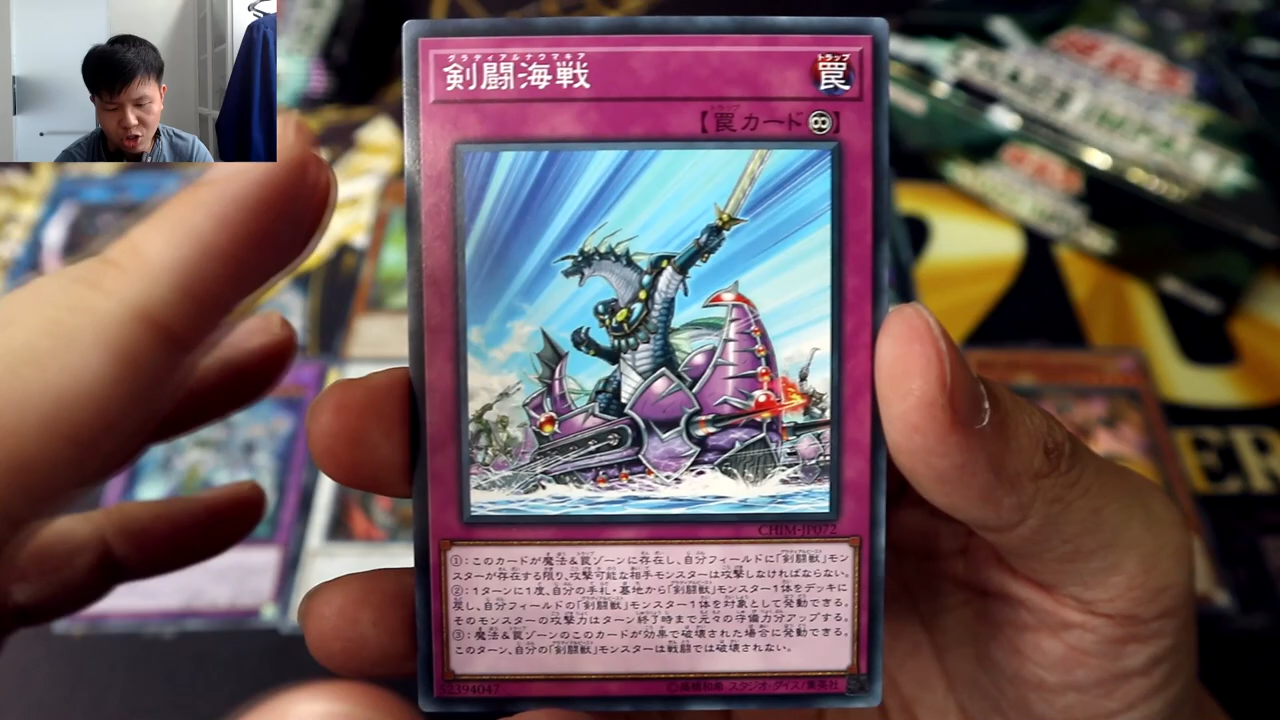 グラディアルナウマキア
剣闘海戦
トラップ
罠
トラップ
【罠カード】
CHIM-JP072
①：このカードが魔法&罠ゾーンに存在し、自分フィールドに「剣闘獣」モン
スターが存在する限り、攻撃可能な相手モンスターは攻撃しなければならない。
②：1ターンに1度、自分の手札・墓地から「剣闘獣」モンスター1体をデッキに
戻し、自分フィールドの「剣闘獣」モンスター1体を対象として発動できる。
そのモンスターの攻撃力はターン終了時まで元々の守備力分アップする。
③：魔法&罠ゾーンのこのカードが効果で破壊された場合に発動できる。
このターン、自分の「剣闘獣」モンスターは戦闘では破壊されない。
52394047
©高橋和希 スタジオ・ダイス/集英社